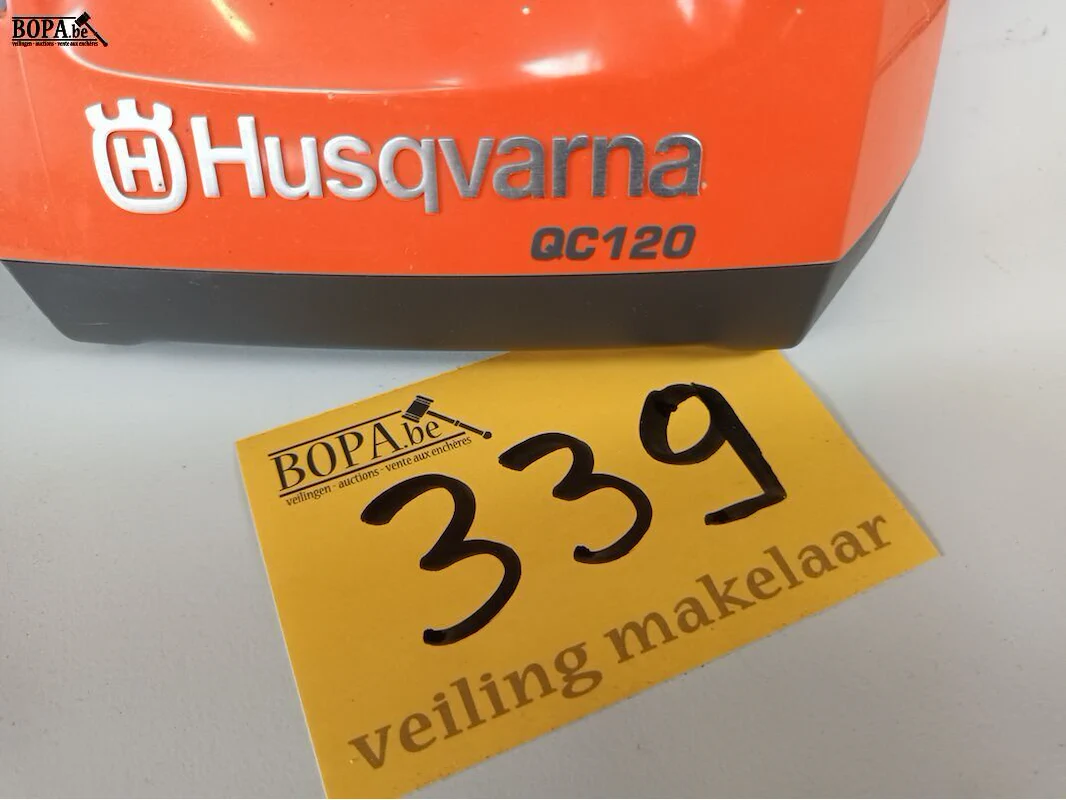 BOPA.be
veilingen - auctions - vente aux enchères
H Husqvarna
QC120
BOPA.be
veilingen - auctions - vente aux enchères
339
veiling makelaar